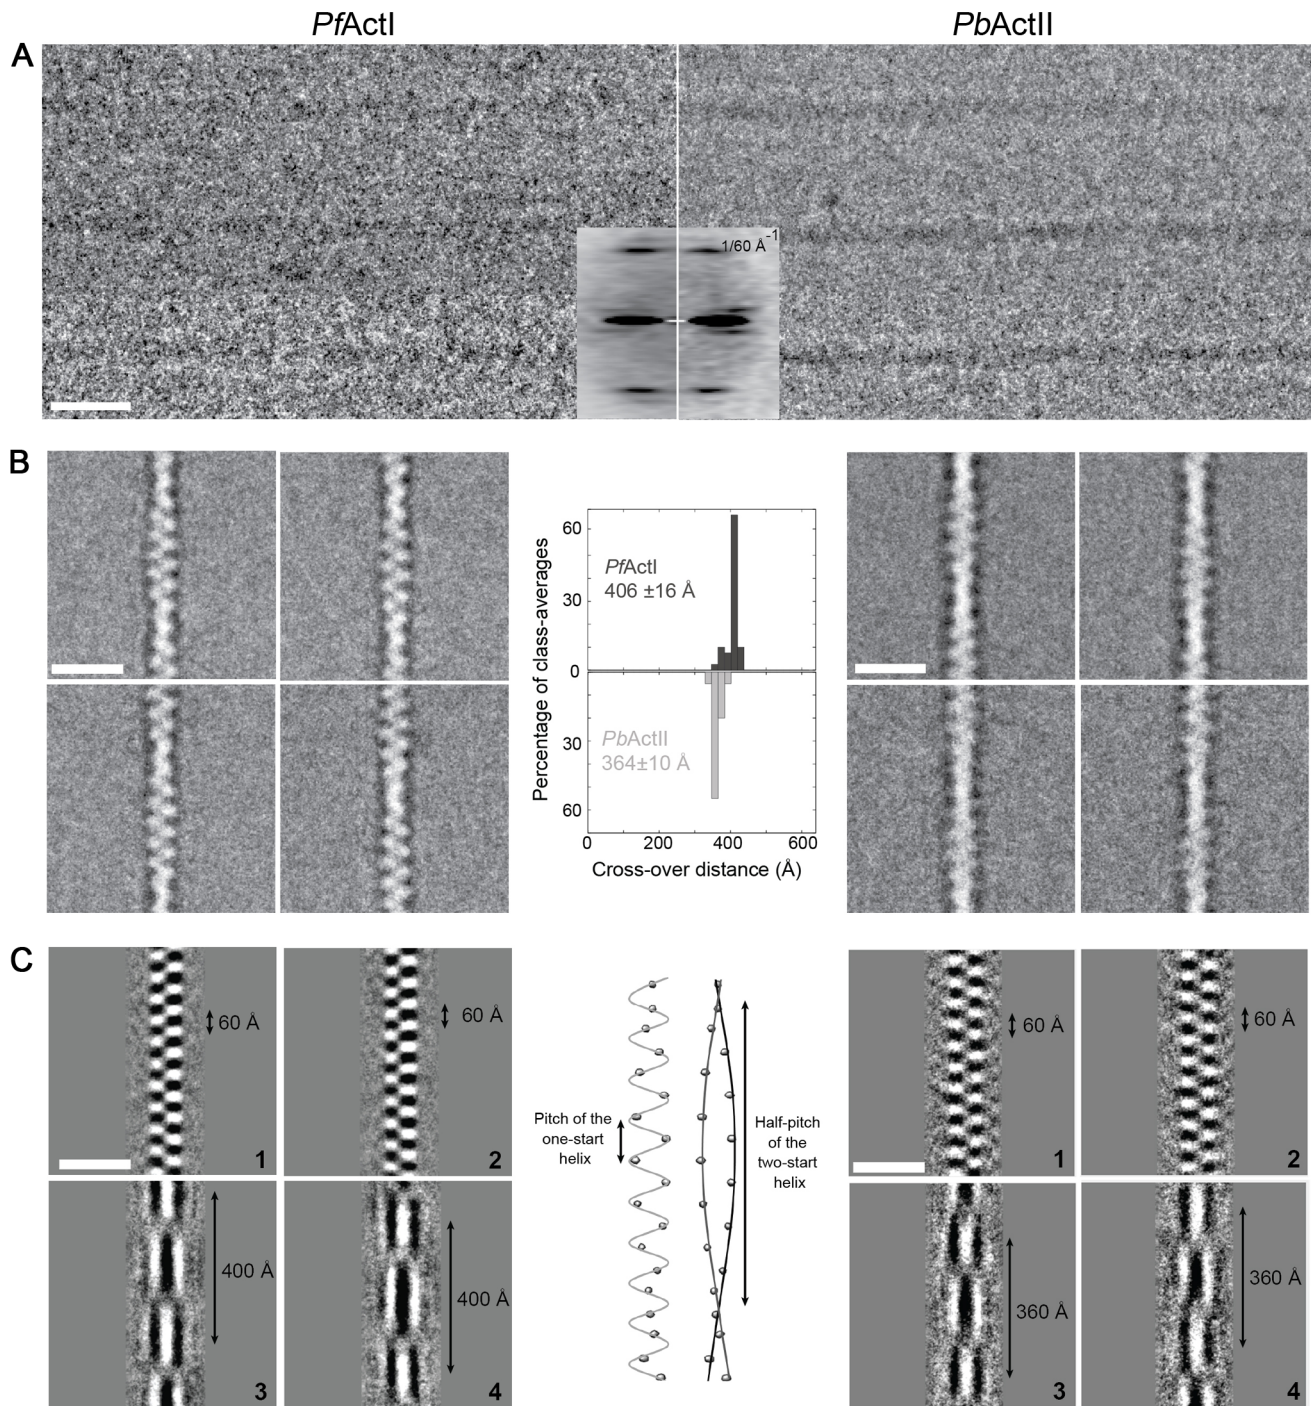 PfActI
PbActII
A
1/60 Å-1
B
Percentage of class-averages
60
30
0
30
60
PfActI
406 ±16 Å
PbActII
364±10 Å
0 200 400 600
Cross-over distance (Å)
C
60 Å
1
60 Å
2
400 Å
3
400 Å
4
Pitch of the
one-start
helix
Half-pitch
of the
two-start
helix
60 Å
1
60 Å
2
360 Å
3
360 Å
4